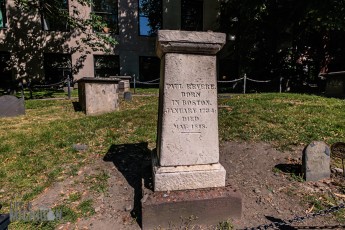 PAUL REVERE.
BORN
IN BOSTON,
JANUARY 1734.
DIED
MAY, 1818.